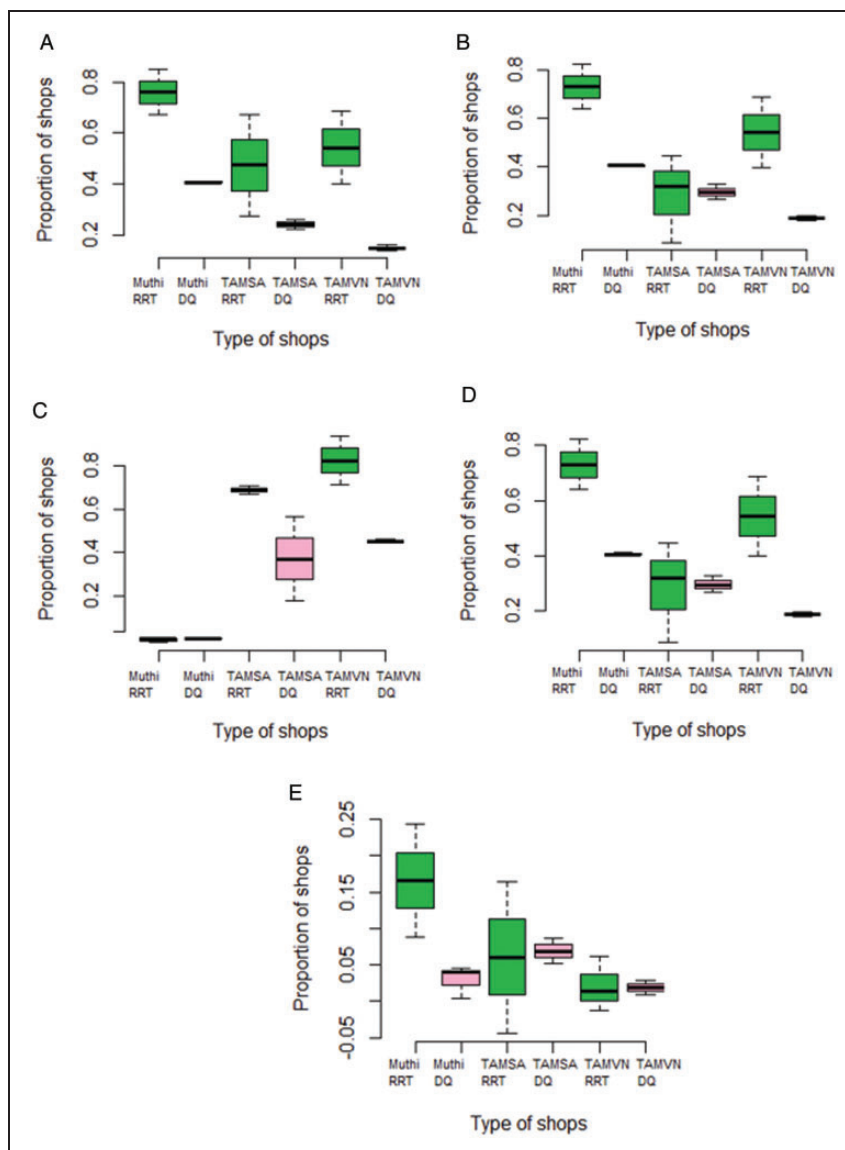 A
Proportion of shops
0.8
0.6
0.4
0.2
Muthi RRT
Muthi DQ
TAMSA RRT
TAMSA DQ
TAMVN RRT
TAMVN DQ
Type of shops
B
Proportion of shops
0.8
0.6
0.4
0.2
Muthi RRT
Muthi DQ
TAMSA RRT
TAMSA DQ
TAMVN RRT
TAMVN DQ
Type of shops
C
Proportion of shops
0.8
0.6
0.4
0.2
Muthi RRT
Muthi DQ
TAMSA RRT
TAMSA DQ
TAMVN RRT
TAMVN DQ
Type of shops
D
Proportion of shops
0.8
0.6
0.4
0.2
Muthi RRT
Muthi DQ
TAMSA RRT
TAMSA DQ
TAMVN RRT
TAMVN DQ
Type of shops
E
Proportion of shops
0.25
0.15
0.05
-0.05
Muthi RRT
Muthi DQ
TAMSA RRT
TAMSA DQ
TAMVN RRT
TAMVN DQ
Type of shops